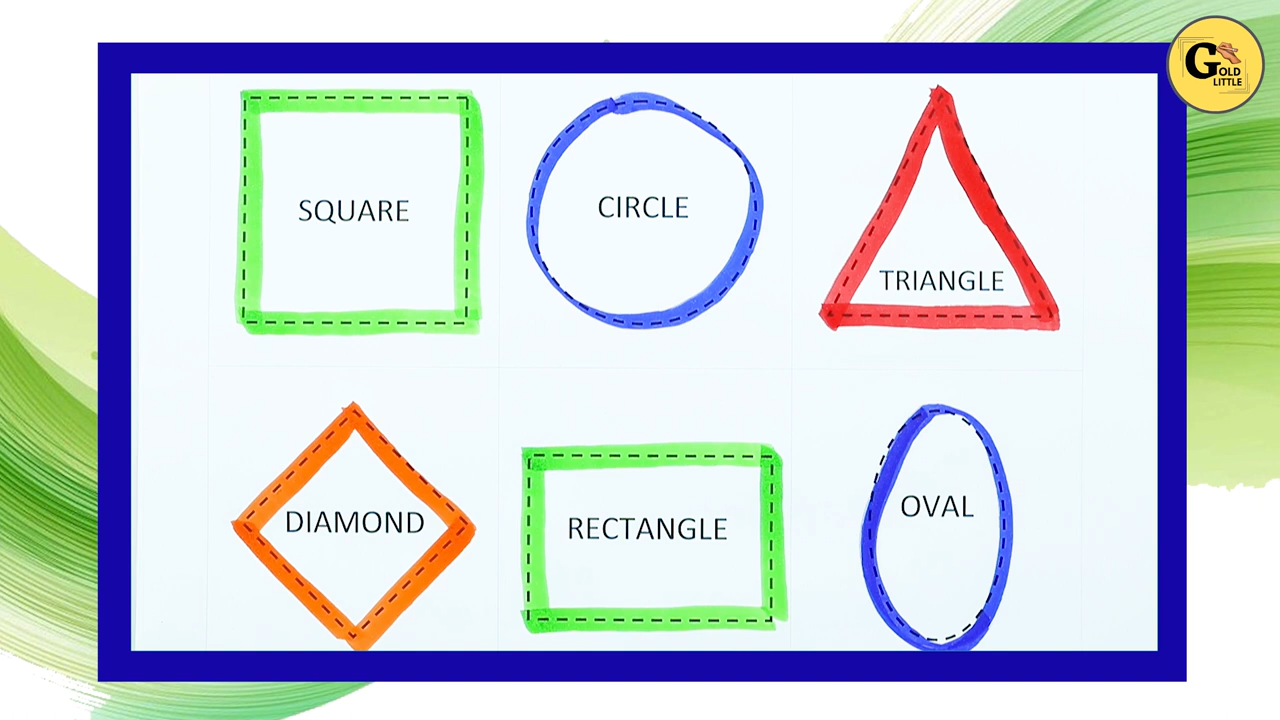 SQUARE
CIRCLE
TRIANGLE
DIAMOND
RECTANGLE
OVAL
GOLD
LITTLE